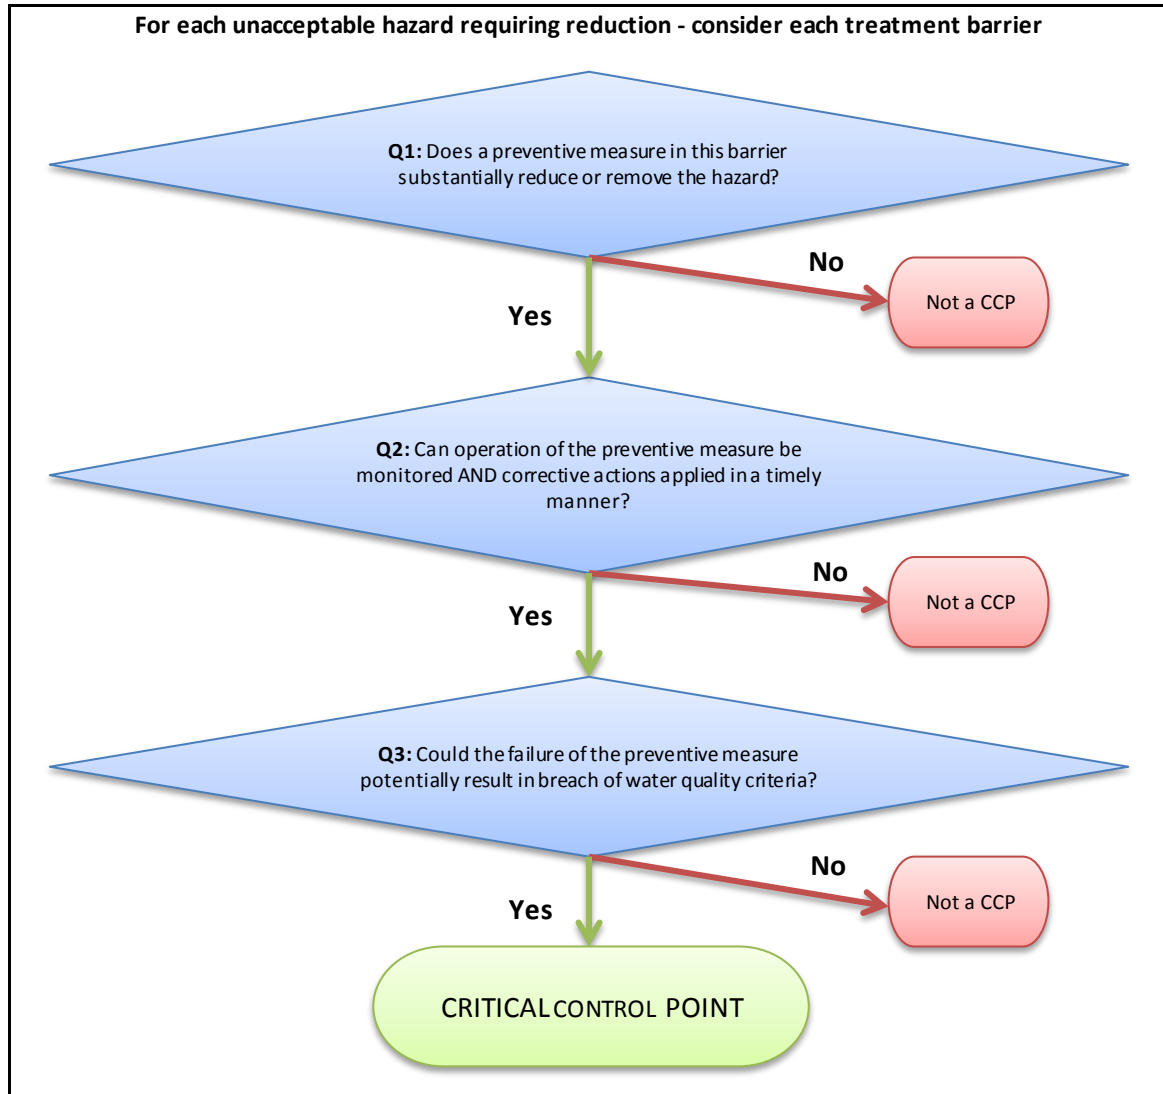 For each unacceptable hazard requiring reduction - consider each treatment barrier
Q1: Does a preventive measure in this barrier
substantially reduce or remove the hazard?
No
Not a CCP
Yes
Q2: Can operation of the preventive measure be
monitored AND corrective actions applied in a timely
manner?
No
Not a CCP
Yes
Q3: Could the failure of the preventive measure
potentially result in breach of water quality criteria?
No
Not a CCP
Yes
CRITICAL CONTROL POINT